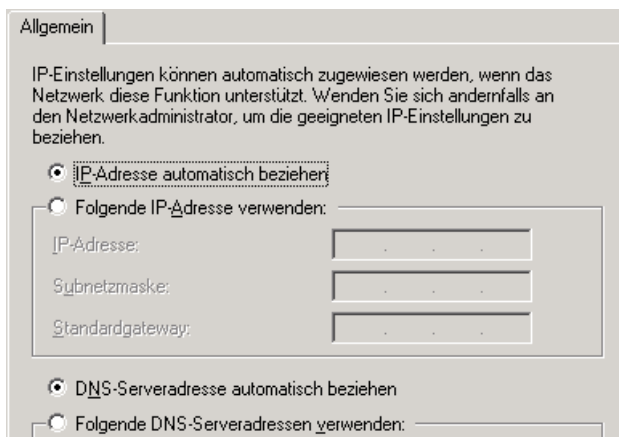 Allgemein
IP-Einstellungen können automatisch zugewiesen werden, wenn das
Netzwerk diese Funktion unterstützt. Wenden Sie sich andernfalls an
den Netzwerkadministrator, um die geeigneten IP-Einstellungen zu
beziehen.
IP-Adresse automatisch beziehen
Folgende IP-Adresse verwenden:
IP-Adresse:
Subnetzmaske:
Standardgateway:
DNS-Serveradresse automatisch beziehen
Folgende DNS-Serveradressen verwenden: